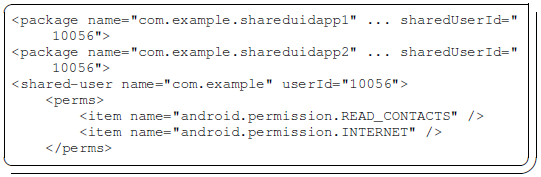 <package name="com.example.shareduidapp1" ... sharedUserId="
10056">
<package name="com.example.shareduidapp2" ... sharedUserId="
10056">
<shared-user name="com.example" userId="10056">
<perms>
<item name="android.permission.READ_CONTACTS" />
<item name="android.permission.INTERNET" />
</perms>